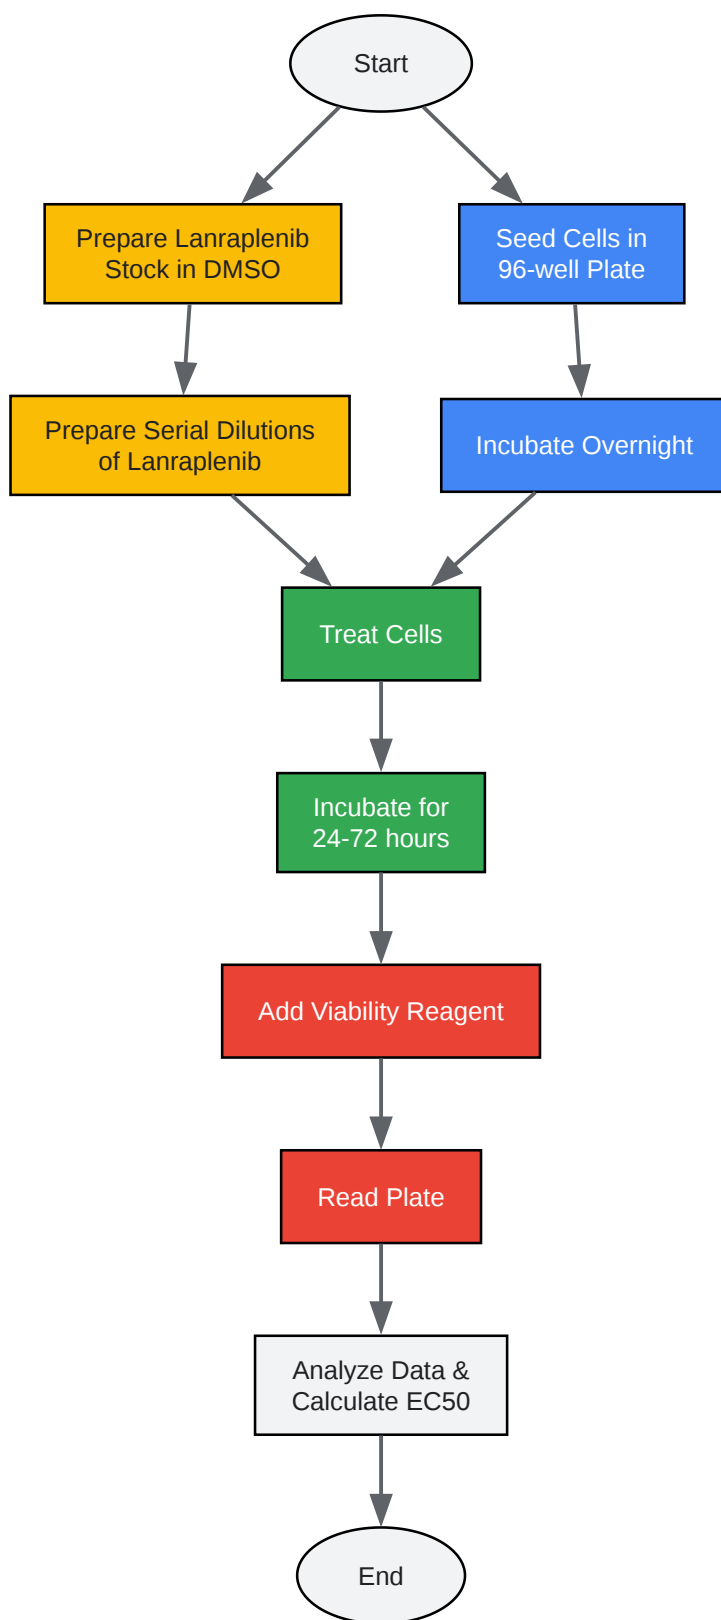 Start
Prepare Lanraplenib
Stock in DMSO
Seed Cells in
96-well Plate
Prepare Serial Dilutions
of Lanraplenib
Incubate Overnight
Treat Cells
Incubate for
24-72 hours
Add Viability Reagent
Read Plate
Analyze Data &
Calculate EC50
End